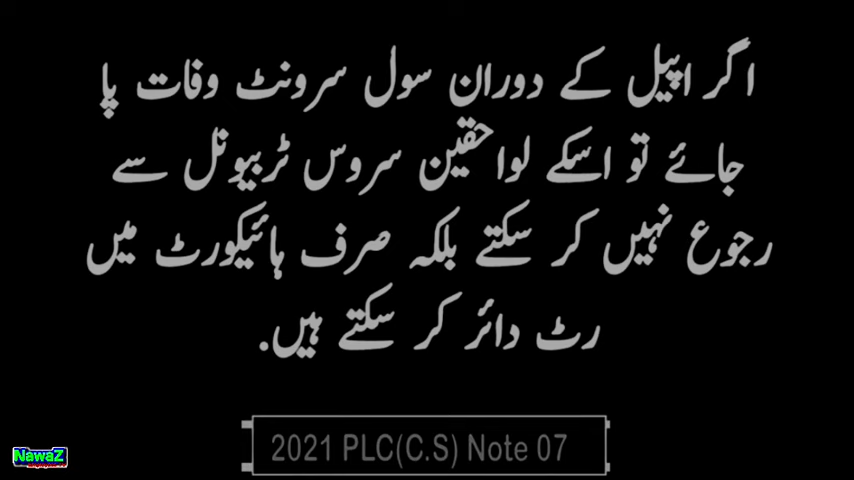 اگر اپیل کے دوران سول سرونٹ وفات پا
جائے تو اسکے لواحقین سروس ٹربیونل سے
رجوع نہیں کر سکتے بلکہ صرف ہائیکورٹ میں
رٹ دائر کر سکتے ہیں.
2021 PLC(C.S) Note 07
NawaZ